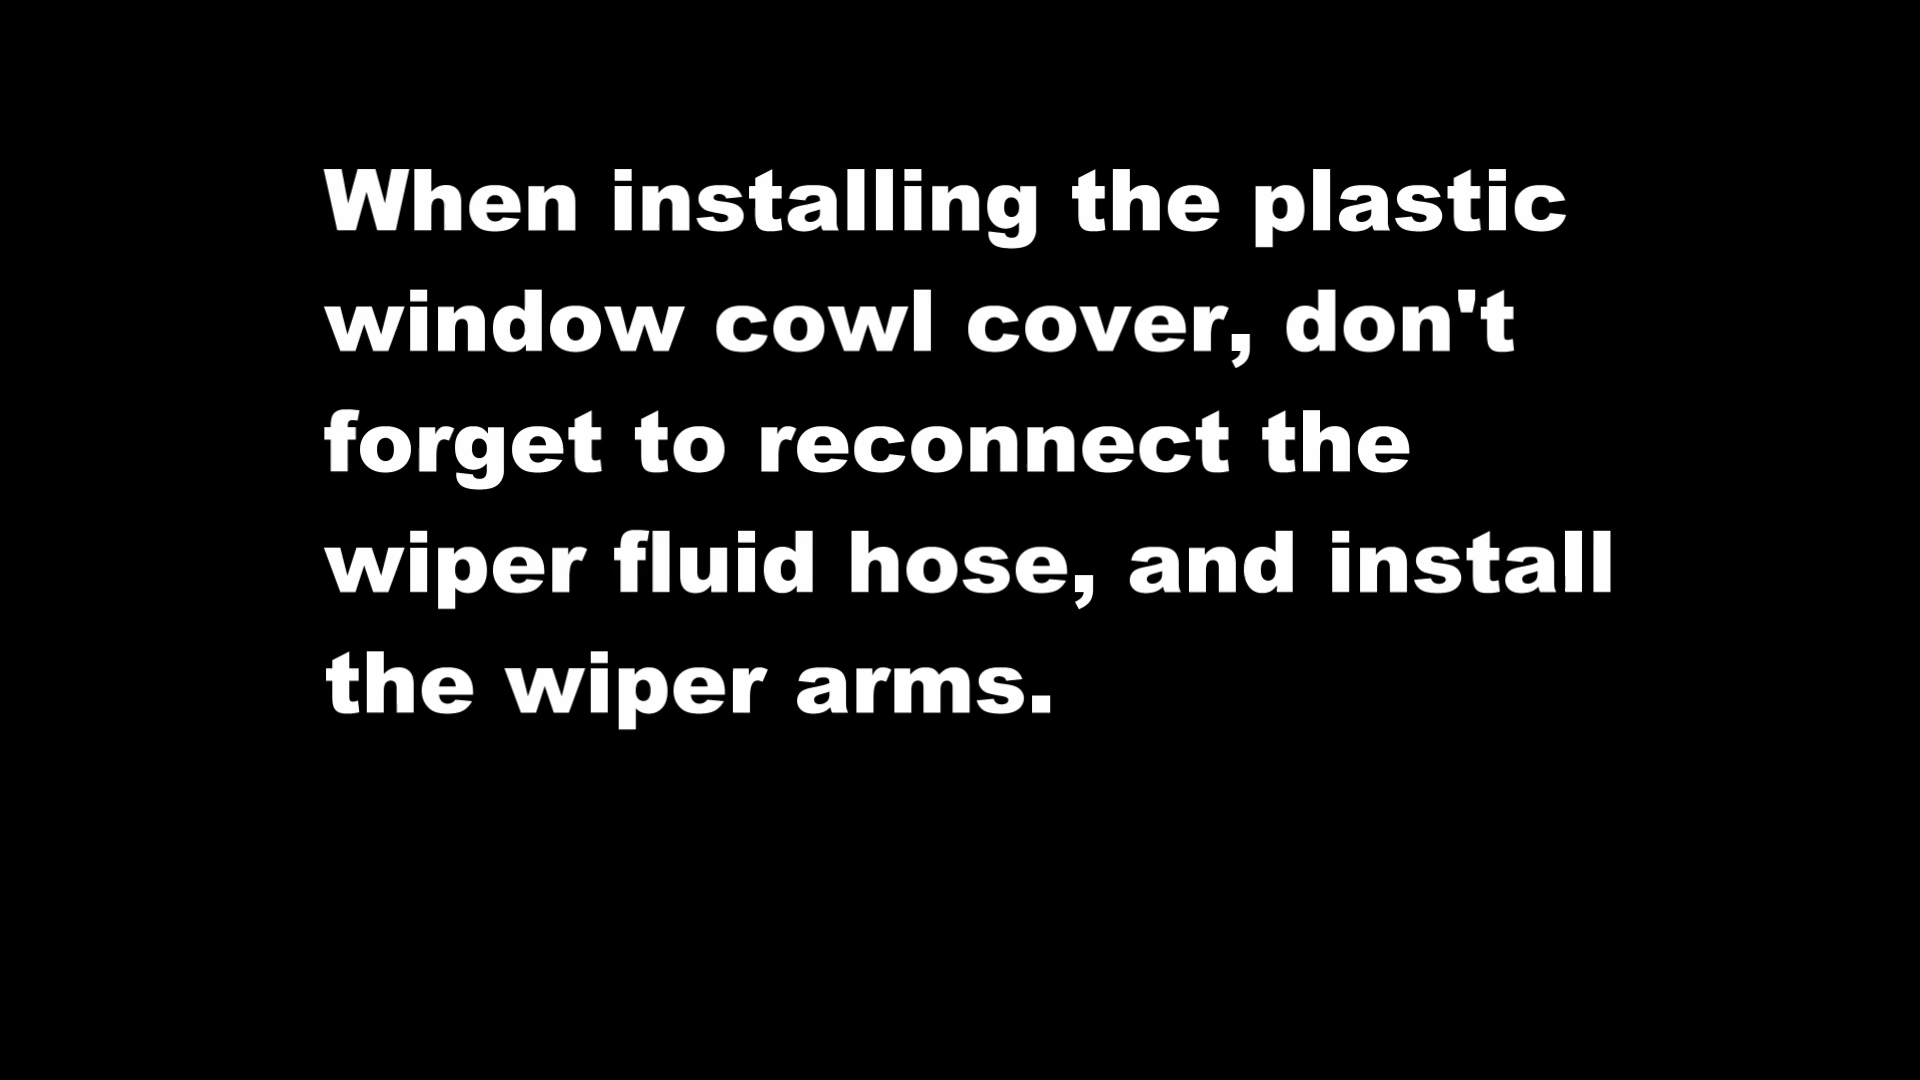 When installing the plastic
window cowl cover, don't
forget to reconnect the
wiper fluid hose, and install
the wiper arms.